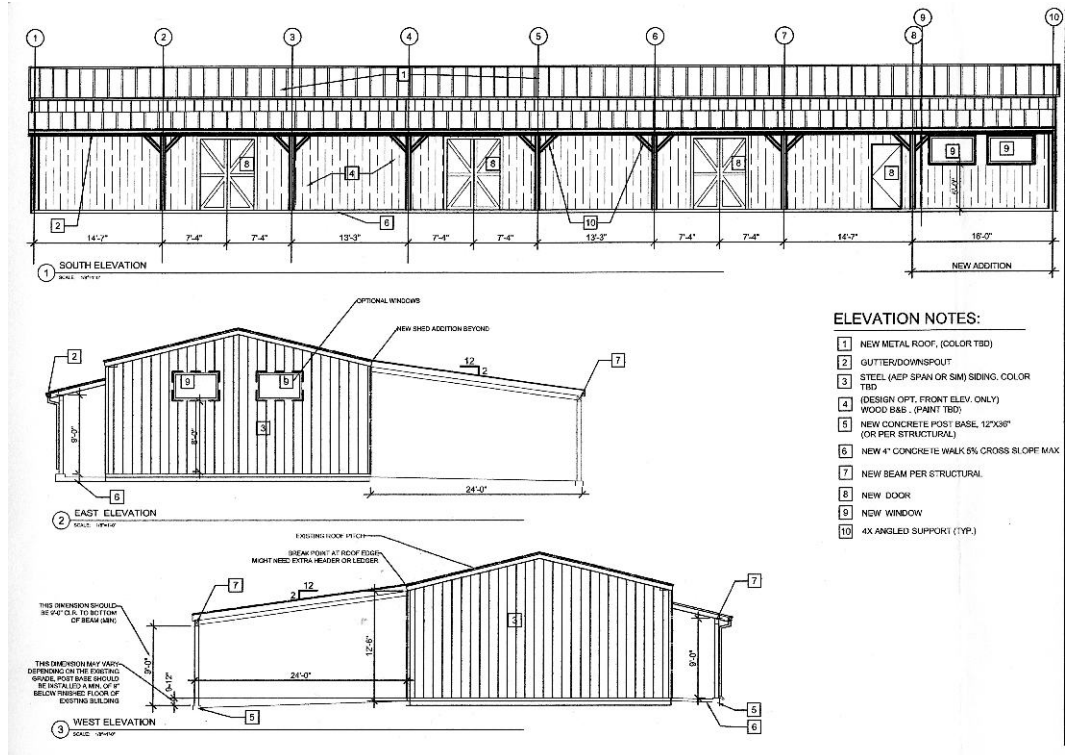 1 2 3 4 5 6 7 8 9 10
1
8 8 8 8 9 9
4
2 6 10
6'-0"
14'-7" 7'-4" 7'-4" 13'-3" 7'-4" 7'-4" 13'-3" 7'-4" 7'-4" 14'-7" 16'-0"
1 SOUTH ELEVATION
NEW ADDITION
OPTIONAL WINDOWS
NEW SHED ADDITION BEYOND
2
12
2
7
9 9
3
9'-0"
6
24'-0"
2 EAST ELEVATION
EXISTING ROOF PITCH
BREAK POINT AT ROOF EDGE
MIGHT NEED EXTRA HEADER OR LEDGER
7
12
2
7
THIS DIMENSION SHOULD
BE 9'-0" CLR. TO BOTTOM
OF BEAM (MIN)
3
9'-0"
12'-6"
9'-0"
THIS DIMENSION MAY VARY
DEPENDING ON THE EXISTING
GRADE, POST BASE SHOULD
BE INSTALLED A MIN. OF 9"
BELOW FINISHED FLOOR OF
EXISTING BUILDING
24'-0"
5 5
6
3 WEST ELEVATION
ELEVATION NOTES:
1 NEW METAL ROOF, (COLOR TBD)
2 GUTTER/DOWNSPOUT
3 STEEL (AEP SPAN OR SIM) SIDING. COLOR
TBD
4 (DESIGN OPT. FRONT ELEV. ONLY)
WOOD B&B . (PAINT TBD)
5 NEW CONCRETE POST BASE, 12"X36"
(OR PER STRUCTURAL)
6 NEW 4" CONCRETE WALK 5% CROSS SLOPE MAX
7 NEW BEAM PER STRUCTURAL
8 NEW DOOR
9 NEW WINDOW
10 4X ANGLED SUPPORT (TYP.)